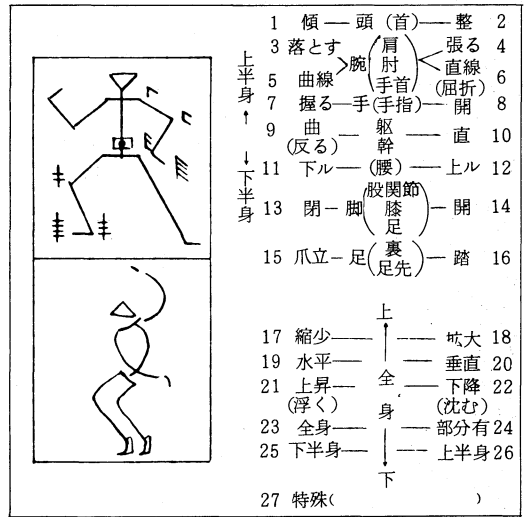 1 傾 — 頭 (首) — 整 2
3 落とす 腕 (肩 肘 手首) 張る 4
5 曲線 直線 6
(屈折)
7 握る — 手 (手指) — 開 8
9 曲 — 躯幹 — 直 10
(反る)
11 下ル — (腰) — 上ル 12
13 閉 — 脚 (股関節 膝 足) — 開 14
15 爪立 — 足 (裏 足先) — 踏 16
上半身
下半身
上
17 縮少 — 拡大 18
19 水平 — 垂直 20
21 上昇 — 全身 — 下降 22
(浮く) (沈む)
23 全身 — 部分有 24
25 下半身 — 上半身 26
下
27 特殊( )